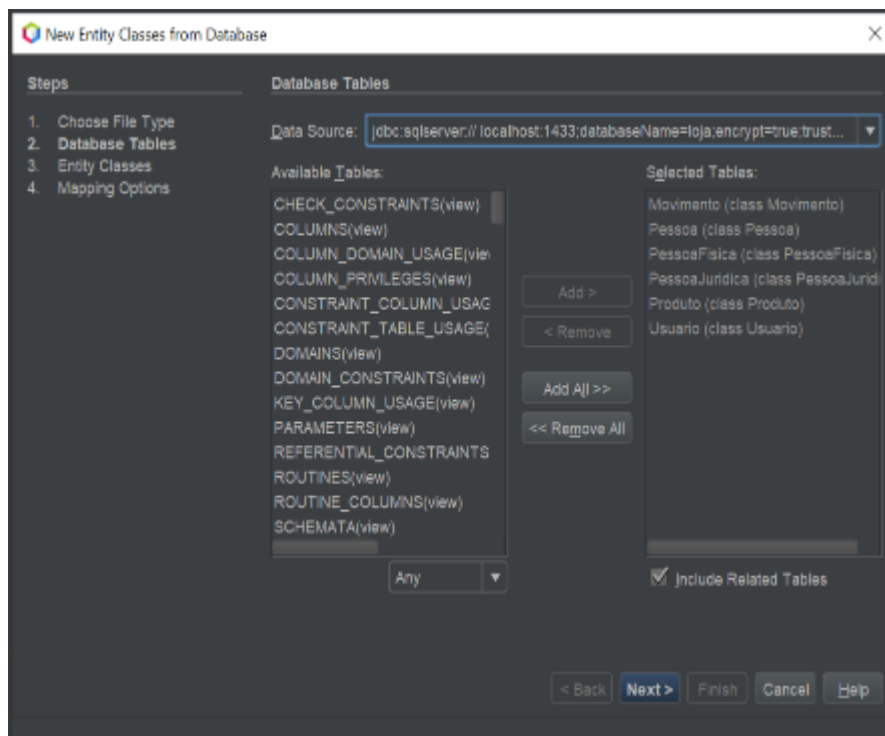 New Entity Classes from Database
Steps
1. Choose File Type
2. Database Tables
3. Entity Classes
4. Mapping Options
Database Tables
Data Source: jdbc:sqlserver:// localhost:1433;databaseName=loja;encrypt=true;trust...
Available Tables:
CHECK_CONSTRAINTS(view)
COLUMNS(view)
COLUMN_DOMAIN_USAGE(vie
COLUMN_PRIVILEGES(view)
CONSTRAINT_COLUMN_USAG
CONSTRAINT_TABLE_USAGE(
DOMAINS(view)
DOMAIN_CONSTRAINTS(view)
KEY_COLUMN_USAGE(view)
PARAMETERS(view)
REFERENTIAL_CONSTRAINTS
ROUTINES(view)
ROUTINE_COLUMNS(view)
SCHEMATA(view)
Any
Add >
< Remove
Add All >>
<< Remove All
Selected Tables:
Movimento (class Movimento)
Pessoa (class Pessoa)
PessoaFisica (class PessoaFisica)
PessoaJuridica (class PessoaJuridi
Produto (class Produto)
Usuario (class Usuario)
Include Related Tables
< Back Next > Finish Cancel Help